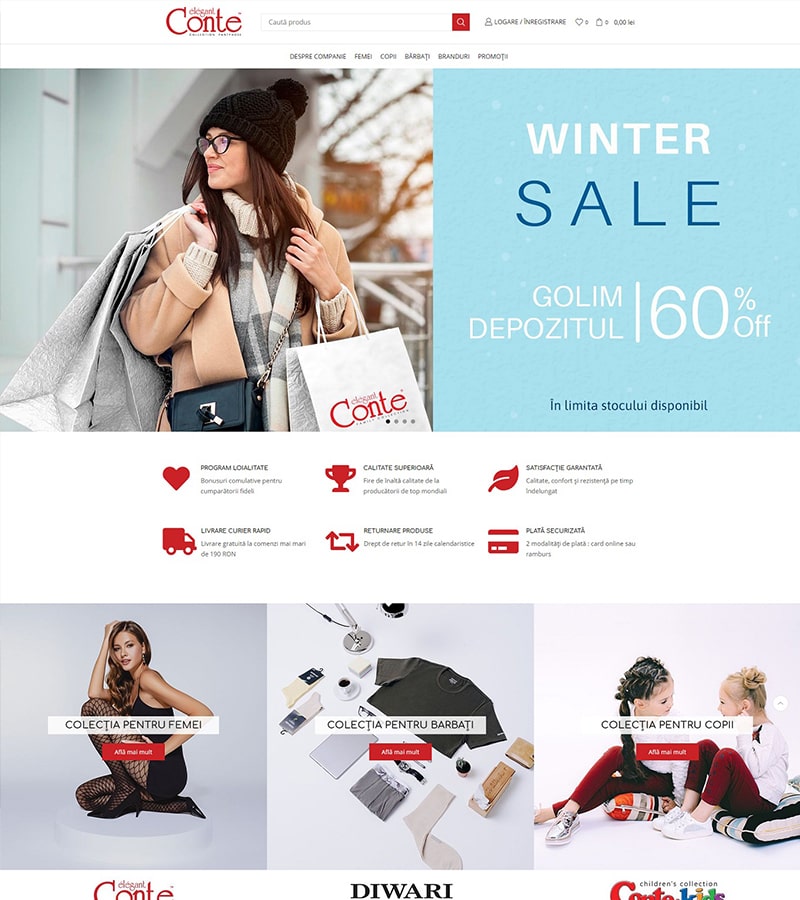 elegant
Conte
COLLECTION FANTAISIE
Caută produs
LOGARE / ÎNREGISTRARE
0
0
0,00 lei
DESPRE COMPANIE FEMEI COPII BĂRBAȚI BRANDURI PROMOȚII
WINTER
SALE
GOLIM
DEPOZITUL
60% Off
În limita stocului disponibil
elegant
Conte
FAMILY COLLECTION
PROGRAM LOIALITATE
Bonusuri comulative pentru
cumparătorii fideli
CALITATE SUPERIOARĂ
Fire de înaltă calitate de la
producătorii de top mondiali
SATISFACȚIE GARANTATĂ
Calitate, confort și rezistență pe timp
îndelungat
LIVRARE CURIER RAPID
Livrare gratuită la comenzi mai mari
de 190 RON
RETURNARE PRODUSE
Drept de retur în 14 zile calendaristice
PLATĂ SECURIZATĂ
2 modalități de plată : card online sau
ramburs
COLECȚIA PENTRU FEMEI
Află mai mult
COLECȚIA PENTRU BARBAȚI
Află mai mult
COLECȚIA PENTRU COPII
Află mai mult
elegant
Conte
DIWARI
children's collection
Conte kids